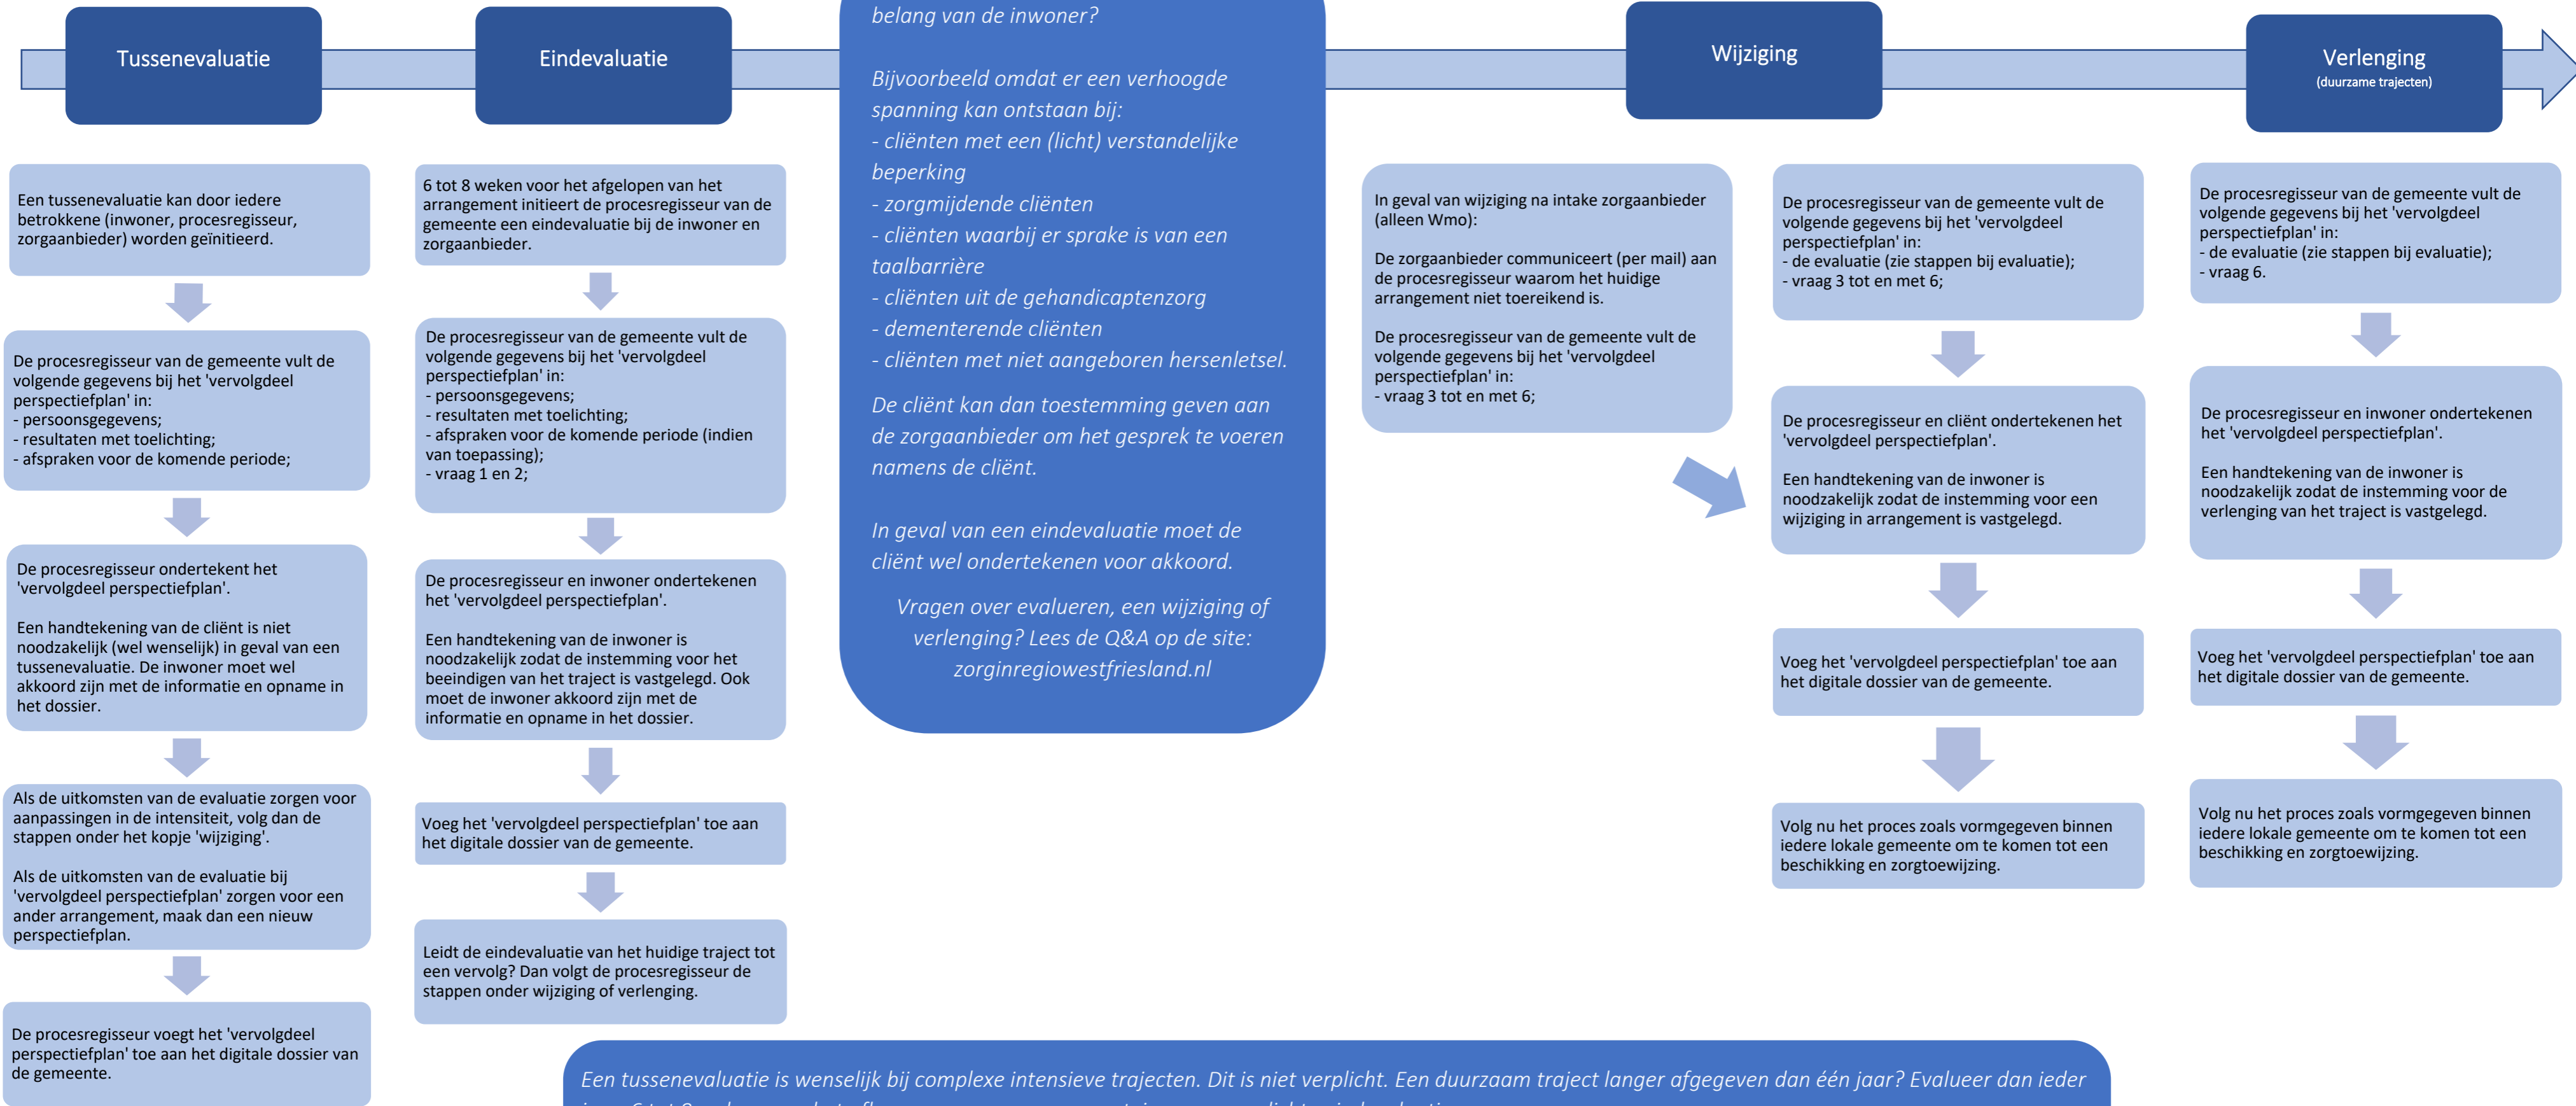 Tussenevaluatie
Een tussenevaluatie kan door iedere
betrokkene (inwoner, procesregisseur,
zorgaanbieder) worden geïnitieerd.
De procesregisseur van de gemeente vult de
volgende gegevens bij het 'vervolgdeel
perspectiefplan' in:
- persoonsgegevens;
- resultaten met toelichting;
- afspraken voor de komende periode;
De procesregisseur ondertekent het
'vervolgdeel perspectiefplan'.
Een handtekening van de cliënt is niet
noodzakelijk (wel wenselijk) in geval van een
tussenevaluatie. De inwoner moet wel
akkoord zijn met de informatie en opname in
het dossier.
Als de uitkomsten van de evaluatie zorgen voor
aanpassingen in de intensiteit, volg dan de
stappen onder het kopje 'wijziging'.
Als de uitkomsten van de evaluatie bij
'vervolgdeel perspectiefplan' zorgen voor een
ander arrangement, maak dan een nieuw
perspectiefplan.
De procesregisseur voegt het 'vervolgdeel
perspectiefplan' toe aan het digitale dossier van
de gemeente.
Eindevaluatie
6 tot 8 weken voor het afgelopen van het
arrangement initieert de procesregisseur van de
gemeente een eindevaluatie bij de inwoner en
zorgaanbieder.
De procesregisseur van de gemeente vult de
volgende gegevens bij het 'vervolgdeel
perspectiefplan' in:
- persoonsgegevens;
- resultaten met toelichting;
- afspraken voor de komende periode (indien
van toepassing);
- vraag 1 en 2;
De procesregisseur en inwoner ondertekenen
het 'vervolgdeel perspectiefplan'.
Een handtekening van de inwoner is
noodzakelijk zodat de instemming voor het
beeindigen van het traject is vastgelegd. Ook
moet de inwoner akkoord zijn met de
informatie en opname in het dossier.
Voeg het 'vervolgdeel perspectiefplan' toe aan
het digitale dossier van de gemeente.
Leidt de eindevaluatie van het huidige traject tot
een vervolg? Dan volgt de procesregisseur de
stappen onder wijziging of verlenging.
belang van de inwoner?
Bijvoorbeeld omdat er een verhoogde
spanning kan ontstaan bij:
- cliënten met een (licht) verstandelijke
beperking
- zorgmijdende cliënten
- cliënten waarbij er sprake is van een
taalbarrière
- cliënten uit de gehandicaptenzorg
- dementerende cliënten
- cliënten met niet aangeboren hersenletsel.
De cliënt kan dan toestemming geven aan
de zorgaanbieder om het gesprek te voeren
namens de cliënt.
In geval van een eindevaluatie moet de
cliënt wel ondertekenen voor akkoord.
Vragen over evalueren, een wijziging of
verlenging? Lees de Q&A op de site:
zorginregiowestfriesland.nl
Wijziging
In geval van wijziging na intake zorgaanbieder
(alleen Wmo):
De zorgaanbieder communiceert (per mail) aan
de procesregisseur waarom het huidige
arrangement niet toereikend is.
De procesregisseur van de gemeente vult de
volgende gegevens bij het 'vervolgdeel
perspectiefplan' in:
- vraag 3 tot en met 6;
De procesregisseur van de gemeente vult de
volgende gegevens bij het 'vervolgdeel
perspectiefplan' in:
- de evaluatie (zie stappen bij evaluatie);
- vraag 3 tot en met 6;
De procesregisseur en cliënt ondertekenen het
'vervolgdeel perspectiefplan'.
Een handtekening van de inwoner is
noodzakelijk zodat de instemming voor een
wijziging in arrangement is vastgelegd.
Voeg het 'vervolgdeel perspectiefplan' toe aan
het digitale dossier van de gemeente.
Volg nu het proces zoals vormgegeven binnen
iedere lokale gemeente om te komen tot een
beschikking en zorgtoewijzing.
Verlenging
(duurzame trajecten)
De procesregisseur van de gemeente vult de
volgende gegevens bij het 'vervolgdeel
perspectiefplan' in:
- de evaluatie (zie stappen bij evaluatie);
- vraag 6.
De procesregisseur en inwoner ondertekenen
het 'vervolgdeel perspectiefplan'.
Een handtekening van de inwoner is
noodzakelijk zodat de instemming voor de
verlenging van het traject is vastgelegd.
Voeg het 'vervolgdeel perspectiefplan' toe aan
het digitale dossier van de gemeente.
Volg nu het proces zoals vormgegeven binnen
iedere lokale gemeente om te komen tot een
beschikking en zorgtoewijzing.
Een tussenevaluatie is wenselijk bij complexe intensieve trajecten. Dit is niet verplicht. Een duurzaam traject langer afgegeven dan één jaar? Evalueer dan ieder